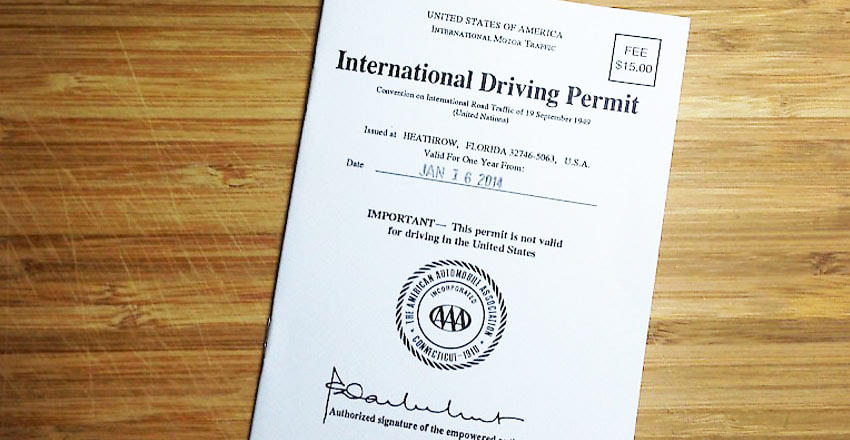 UNITED STATES OF AMERICA
INTERNATIONAL MOTOR TRAFFIC
FEE
$15.00
International Driving Permit
Convention on International Road Traffic of 19 September 1949
(United Nations)
Issued at HEATHROW, FLORIDA 32746-5063, U.S.A.
Valid For One Year From:
Date JAN 16 2014
IMPORTANT— This permit is not valid
for driving in the United States
THE AMERICAN AUTOMOBILE ASSOCIATION
INCORPORATED
AAA
CONNECTICUT-1910
Authorized signature of the empowered